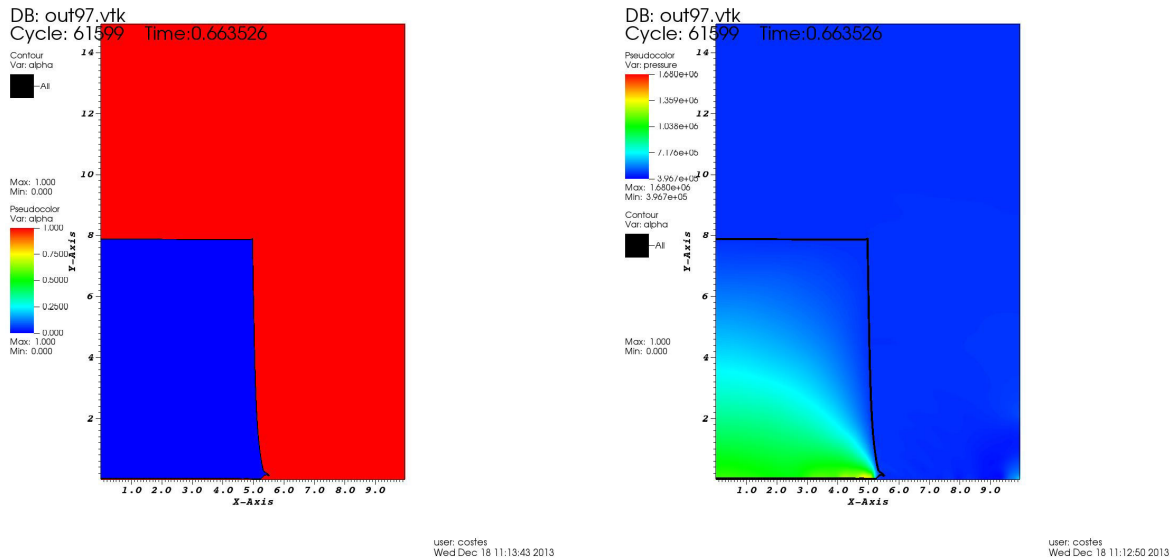 DB: out97.vtk
Cycle: 61599 Time:0.663526
Contour
Var: alpha
All
Max: 1.000
Min: 0.000
Pseudocolor
Var: alpha
1.000
0.7500
0.5000
0.2500
0.000
Max: 1.000
Min: 0.000
Y-Axis
14
12
10
8
6
4
2
1.0 2.0 3.0 4.0 5.0 6.0 7.0 8.0 9.0
X-Axis
user: costes
Wed Dec 18 11:13:43 2013
DB: out97.vtk
Cycle: 61599 Time:0.663526
Pseudocolor
Var: pressure
1.680e+06
1.359e+06
1.038e+06
7.176e+05
3.967e+05
Max: 1.680e+06
Min: 3.967e+05
Contour
Var: alpha
All
Max: 1.000
Min: 0.000
Y-Axis
14
12
10
8
6
4
2
1.0 2.0 3.0 4.0 5.0 6.0 7.0 8.0 9.0
X-Axis
user: costes
Wed Dec 18 11:12:50 2013